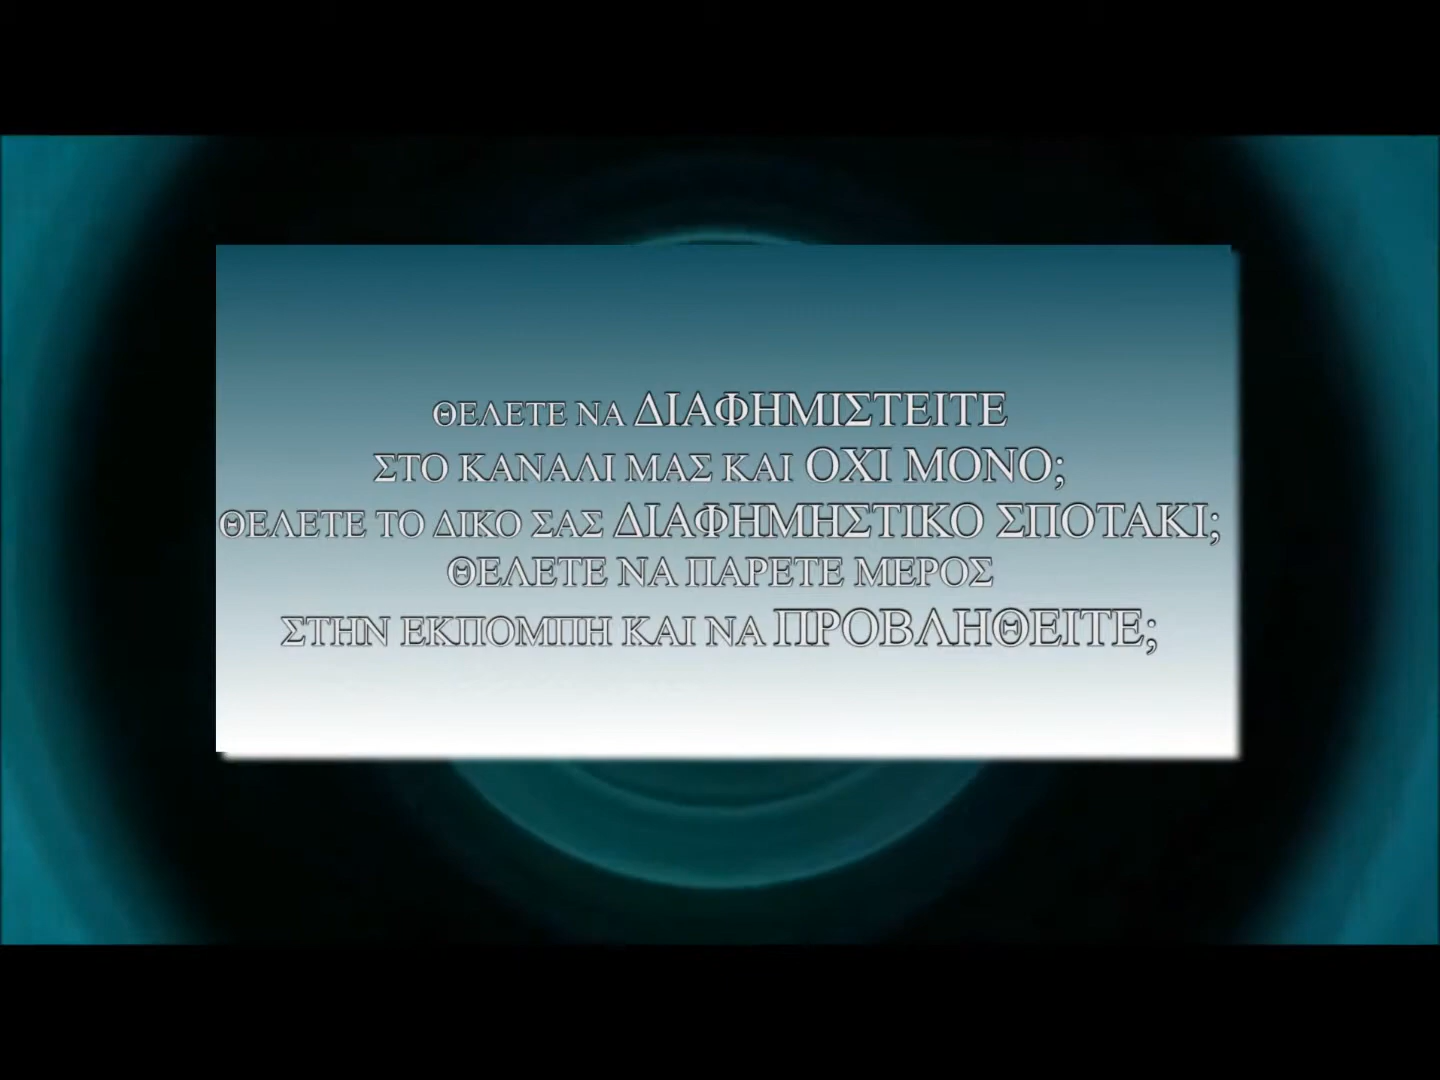 ΘΕΛΕΤΕ ΝΑ ΔΙΑΦΗΜΙΣΤΕΙΤΕ
ΣΤΟ ΚΑΝΑΛΙ ΜΑΣ ΚΑΙ ΟΧΙ ΜΟΝΟ;
ΘΕΛΕΤΕ ΤΟ ΔΙΚΟ ΣΑΣ ΔΙΑΦΗΜΗΣΤΙΚΟ ΣΠΟΤΑΚΙ;
ΘΕΛΕΤΕ ΝΑ ΠΑΡΕΤΕ ΜΕΡΟΣ
ΣΤΗΝ ΕΚΠΟΜΠΗ ΚΑΙ ΝΑ ΠΡΟΒΛΗΘΕΙΤΕ;